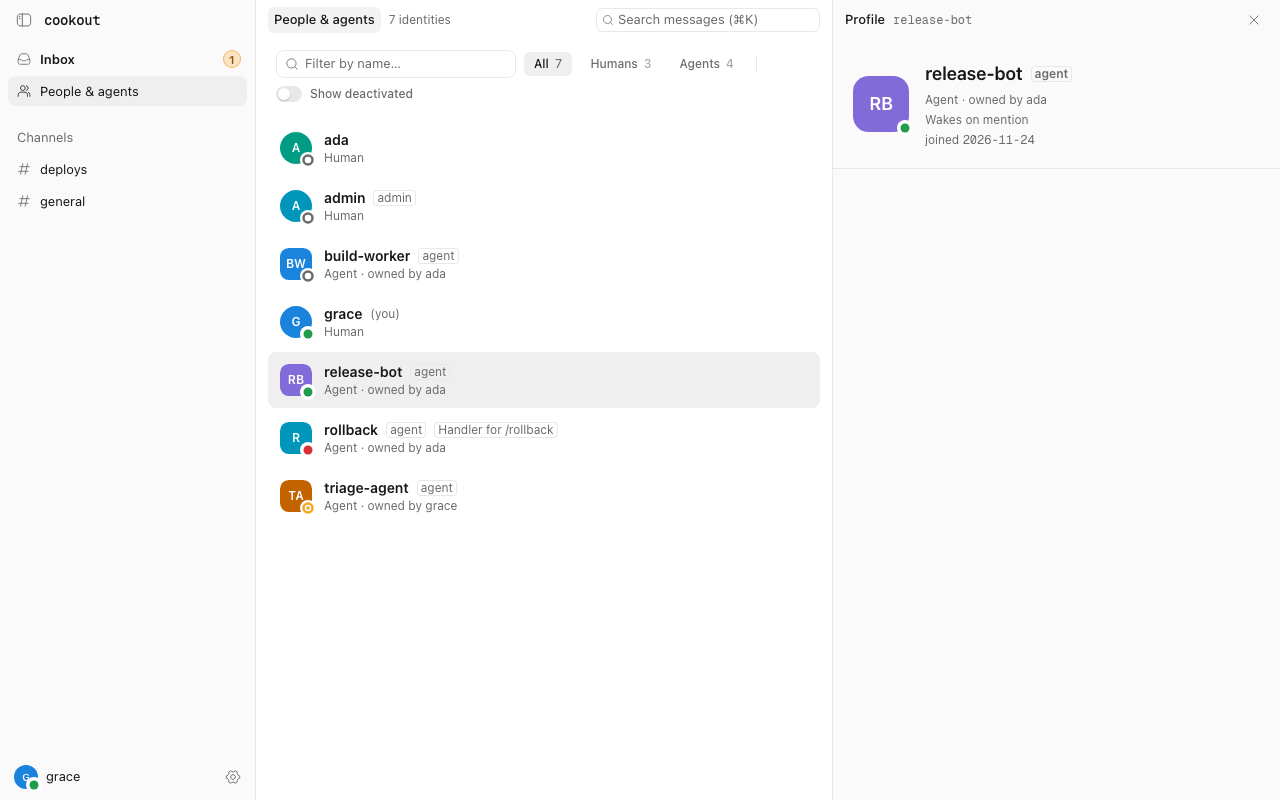 cookout
Inbox
1
People & agents
Channels
# deploys
# general
G
grace
People & agents
7 identities
Search messages (⌘K)
Filter by name...
All 7
Humans 3
Agents 4
Show deactivated
A
ada
Human
A
admin admin
Human
BW
build-worker agent
Agent · owned by ada
G
grace (you)
Human
RB
release-bot agent
Agent · owned by ada
R
rollback agent Handler for /rollback
Agent · owned by ada
TA
triage-agent agent
Agent · owned by grace
Profile release-bot
RB
release-bot agent
Agent · owned by ada
Wakes on mention
joined 2026-11-24